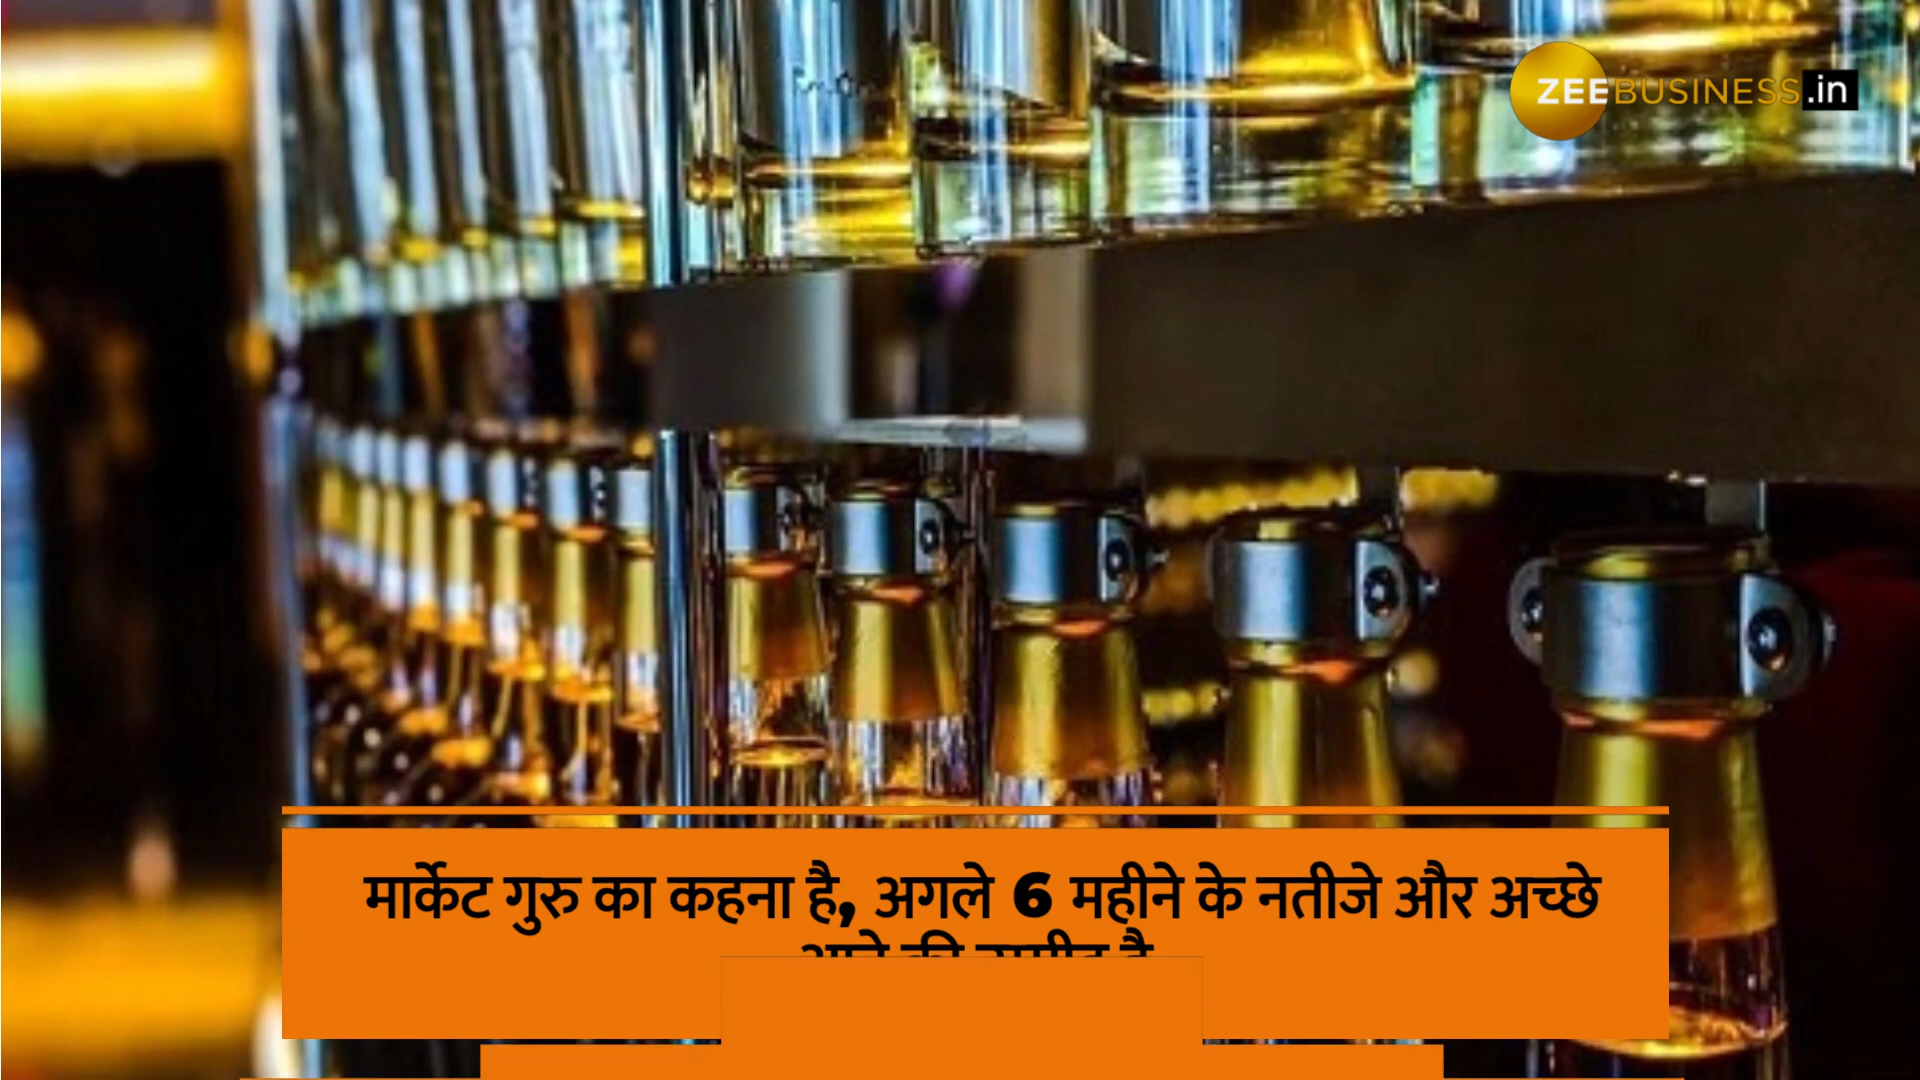 ZEEBUSINESS.in
मार्केट गुरु का कहना है, अगले 6 महीने के नतीजे और अच्छे